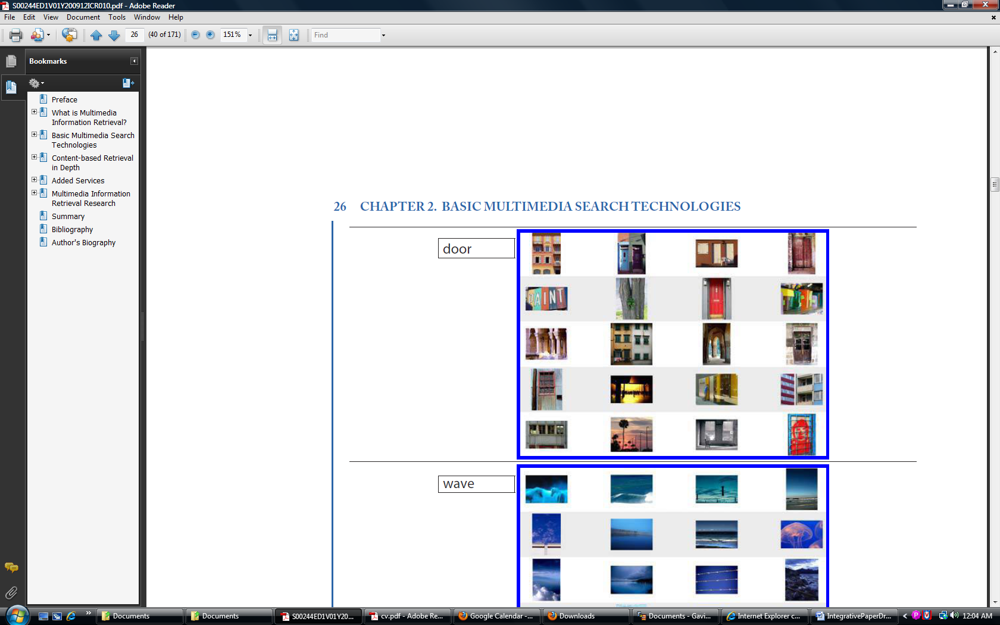 S00244ED1V01Y200912ICR010.pdf - Adobe Reader
File Edit View Document Tools Window Help
26 (40 of 171) 151% Find
Bookmarks
Preface
What is Multimedia
Information Retrieval?
Basic Multimedia Search
Technologies
Content-based Retrieval
in Depth
Added Services
Multimedia Information
Retrieval Research
Summary
Bibliography
Author's Biography
26 CHAPTER 2. BASIC MULTIMEDIA SEARCH TECHNOLOGIES
door
PAINT
wave
Documents Documents S00244ED1V01Y20... cv.pdf - Adobe Re... Google Calendar -... Downloads Documents - Gavi... Internet Explorer c... IntegrativePaperDr... 12:04 AM